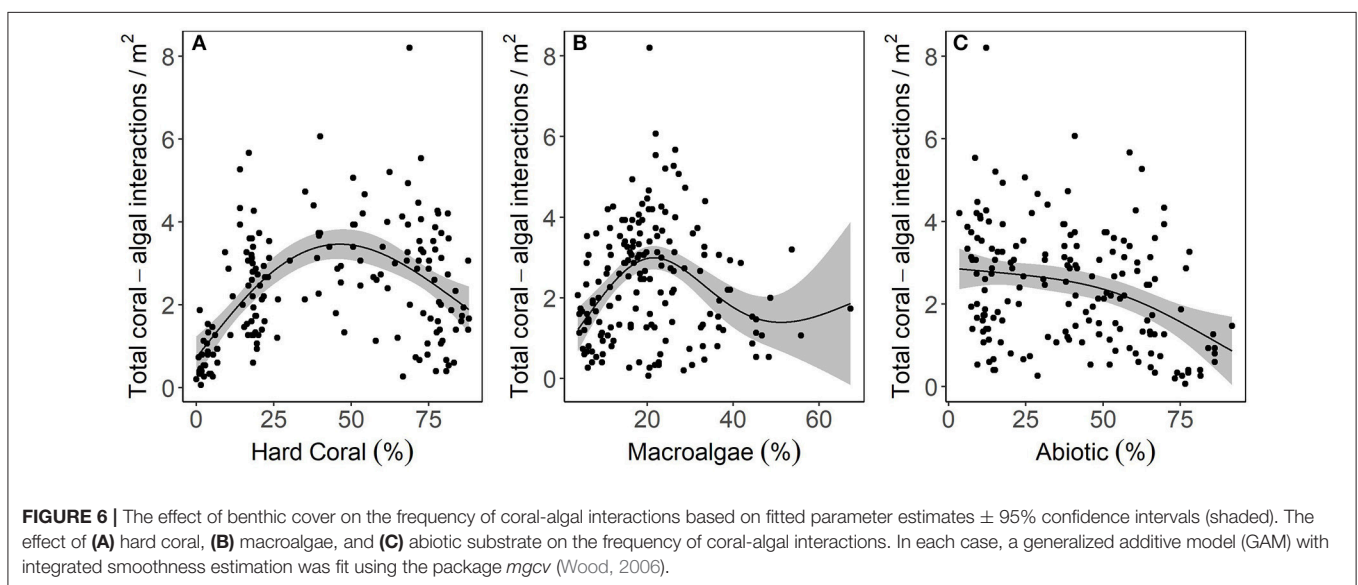 A
B
C
Total coral – algal interactions / m²
8
6
4
2
0
0
25
50
75
Hard Coral (%)
Total coral – algal interactions / m²
8
6
4
2
0
20
40
60
Macroalgae (%)
Total coral – algal interactions / m²
8
6
4
2
0
0
25
50
75
Abiotic (%)
FIGURE 6 | The effect of benthic cover on the frequency of coral-algal interactions based on fitted parameter estimates ± 95% confidence intervals (shaded). The
effect of (A) hard coral, (B) macroalgae, and (C) abiotic substrate on the frequency of coral-algal interactions. In each case, a generalized additive model (GAM) with
integrated smoothness estimation was fit using the package mgcv (Wood, 2006).